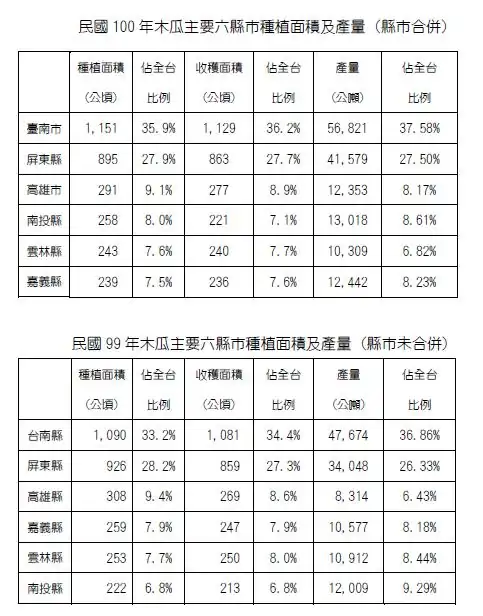 民國 100 年木瓜主要六縣市種植面積及產量（縣市合併）
種植面積 佔全台 收穫面積 佔全台 產量 佔全台
（公頃） 比例 （公頃） 比例 （公噸） 比例
臺南市 1,151 35.9% 1,129 36.2% 56,821 37.58%
屏東縣 895 27.9% 863 27.7% 41,579 27.50%
高雄市 291 9.1% 277 8.9% 12,353 8.17%
南投縣 258 8.0% 221 7.1% 13,018 8.61%
雲林縣 243 7.6% 240 7.7% 10,309 6.82%
嘉義縣 239 7.5% 236 7.6% 12,442 8.23%
民國 99 年木瓜主要六縣市種植面積及產量（縣市未合併）
種植面積 佔全台 收穫面積 佔全台 產量 佔全台
（公頃） 比例 （公頃） 比例 （公噸） 比例
台南縣 1,090 33.2% 1,081 34.4% 47,674 36.86%
屏東縣 926 28.2% 859 27.3% 34,048 26.33%
高雄縣 308 9.4% 269 8.6% 8,314 6.43%
嘉義縣 259 7.9% 247 7.9% 10,577 8.18%
雲林縣 253 7.7% 250 8.0% 10,912 8.44%
南投縣 222 6.8% 213 6.8% 12,009 9.29%